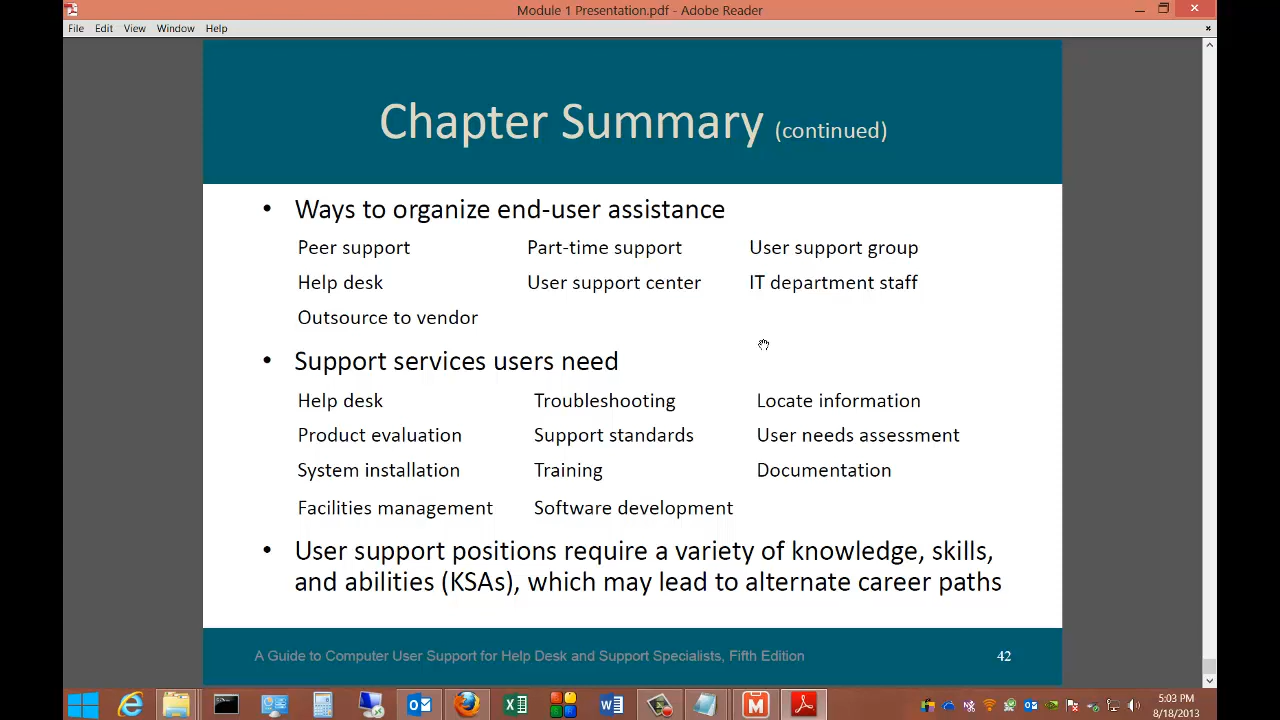 Module 1 Presentation.pdf - Adobe Reader
File Edit View Window Help
Chapter Summary (continued)
• Ways to organize end-user assistance
Peer support Part-time support User support group
Help desk User support center IT department staff
Outsource to vendor
• Support services users need
Help desk Troubleshooting Locate information
Product evaluation Support standards User needs assessment
System installation Training Documentation
Facilities management Software development
• User support positions require a variety of knowledge, skills,
and abilities (KSAs), which may lead to alternate career paths
A Guide to Computer User Support for Help Desk and Support Specialists, Fifth Edition 42
5:03 PM
8/18/2013